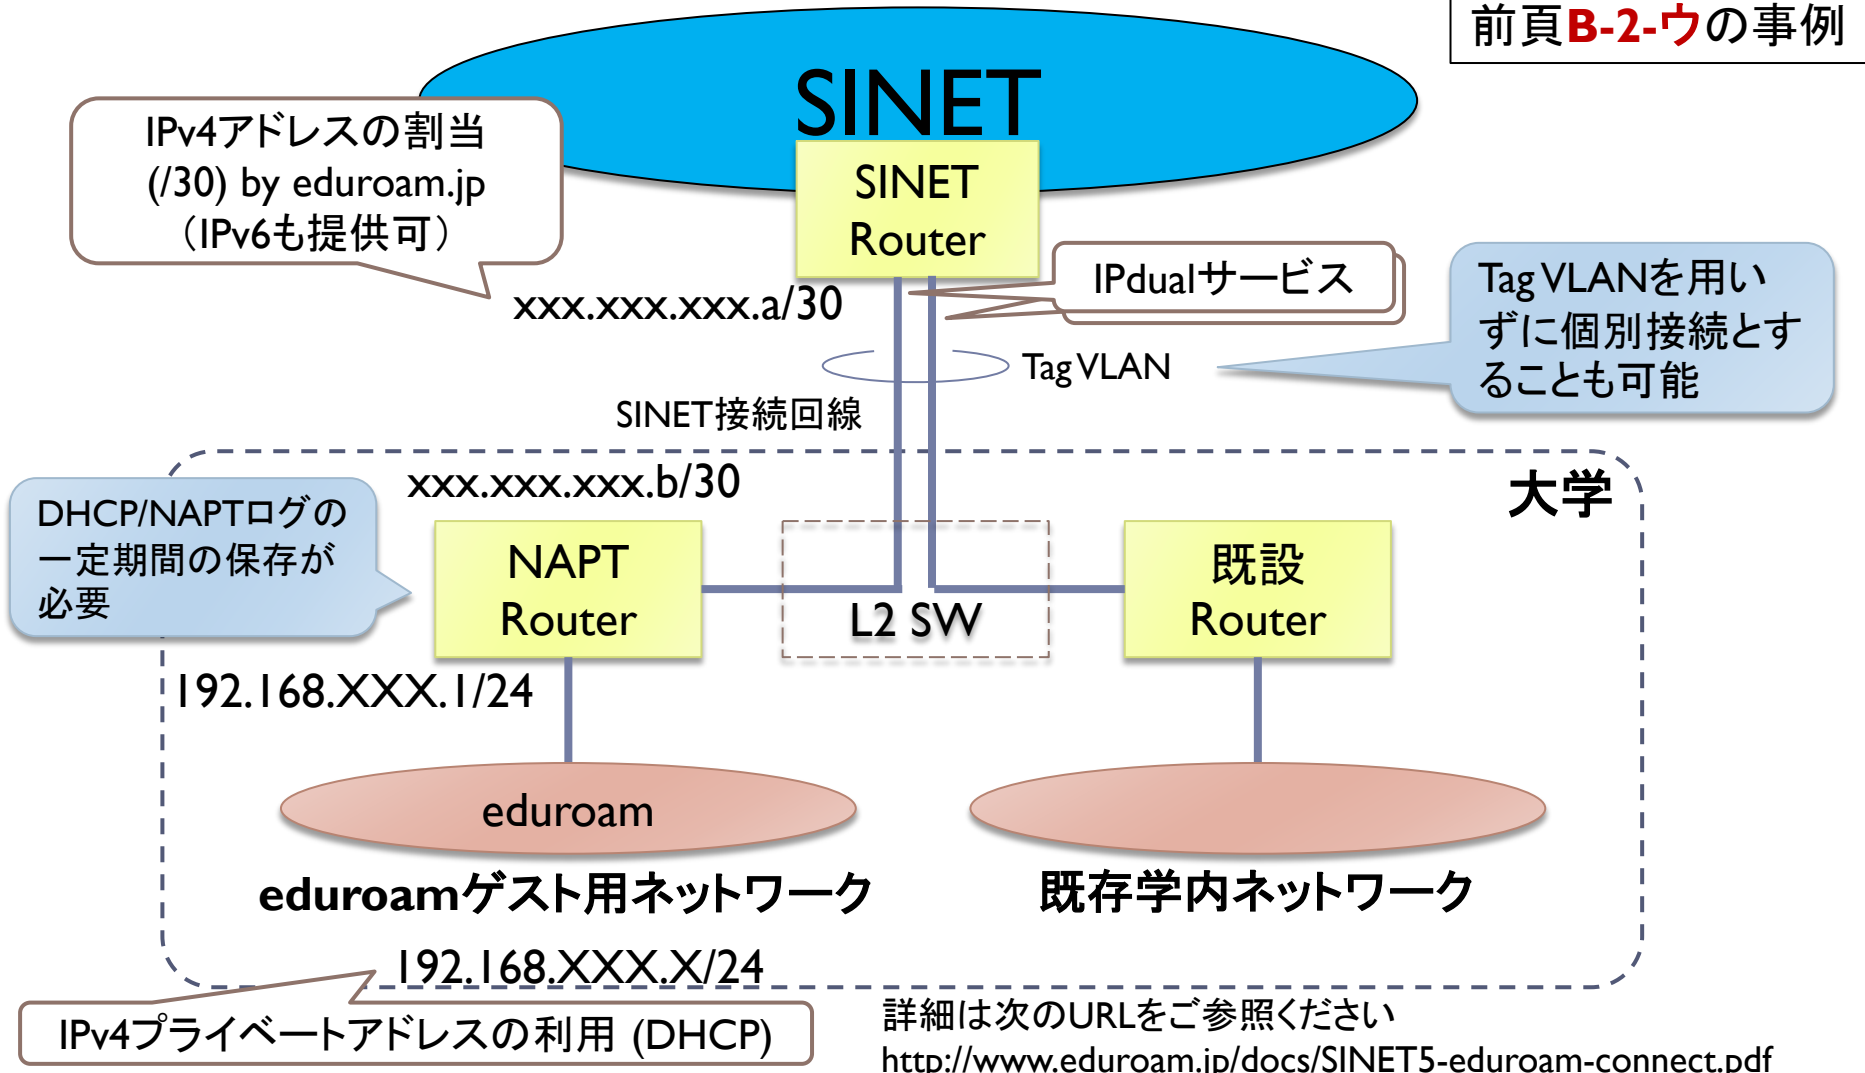 前頁B-2-ウの事例
SINET
IPv4アドレスの割当
(/30) by eduroam.jp
（IPv6も提供可）
SINET
Router
IPdualサービス
Tag VLANを用い
ずに個別接続とす
ることも可能
xxx.xxx.xxx.a/30
Tag VLAN
SINET接続回線
大学
xxx.xxx.xxx.b/30
DHCP/NAPTログの
一定期間の保存が
必要
NAPT
Router
L2 SW
既設
Router
192.168.XXX.1/24
eduroam
eduroamゲスト用ネットワーク
既存学内ネットワーク
192.168.XXX.X/24
IPv4プライベートアドレスの利用 (DHCP)
詳細は次のURLをご参照ください
http://www.eduroam.jp/docs/SINET5-eduroam-connect.pdf